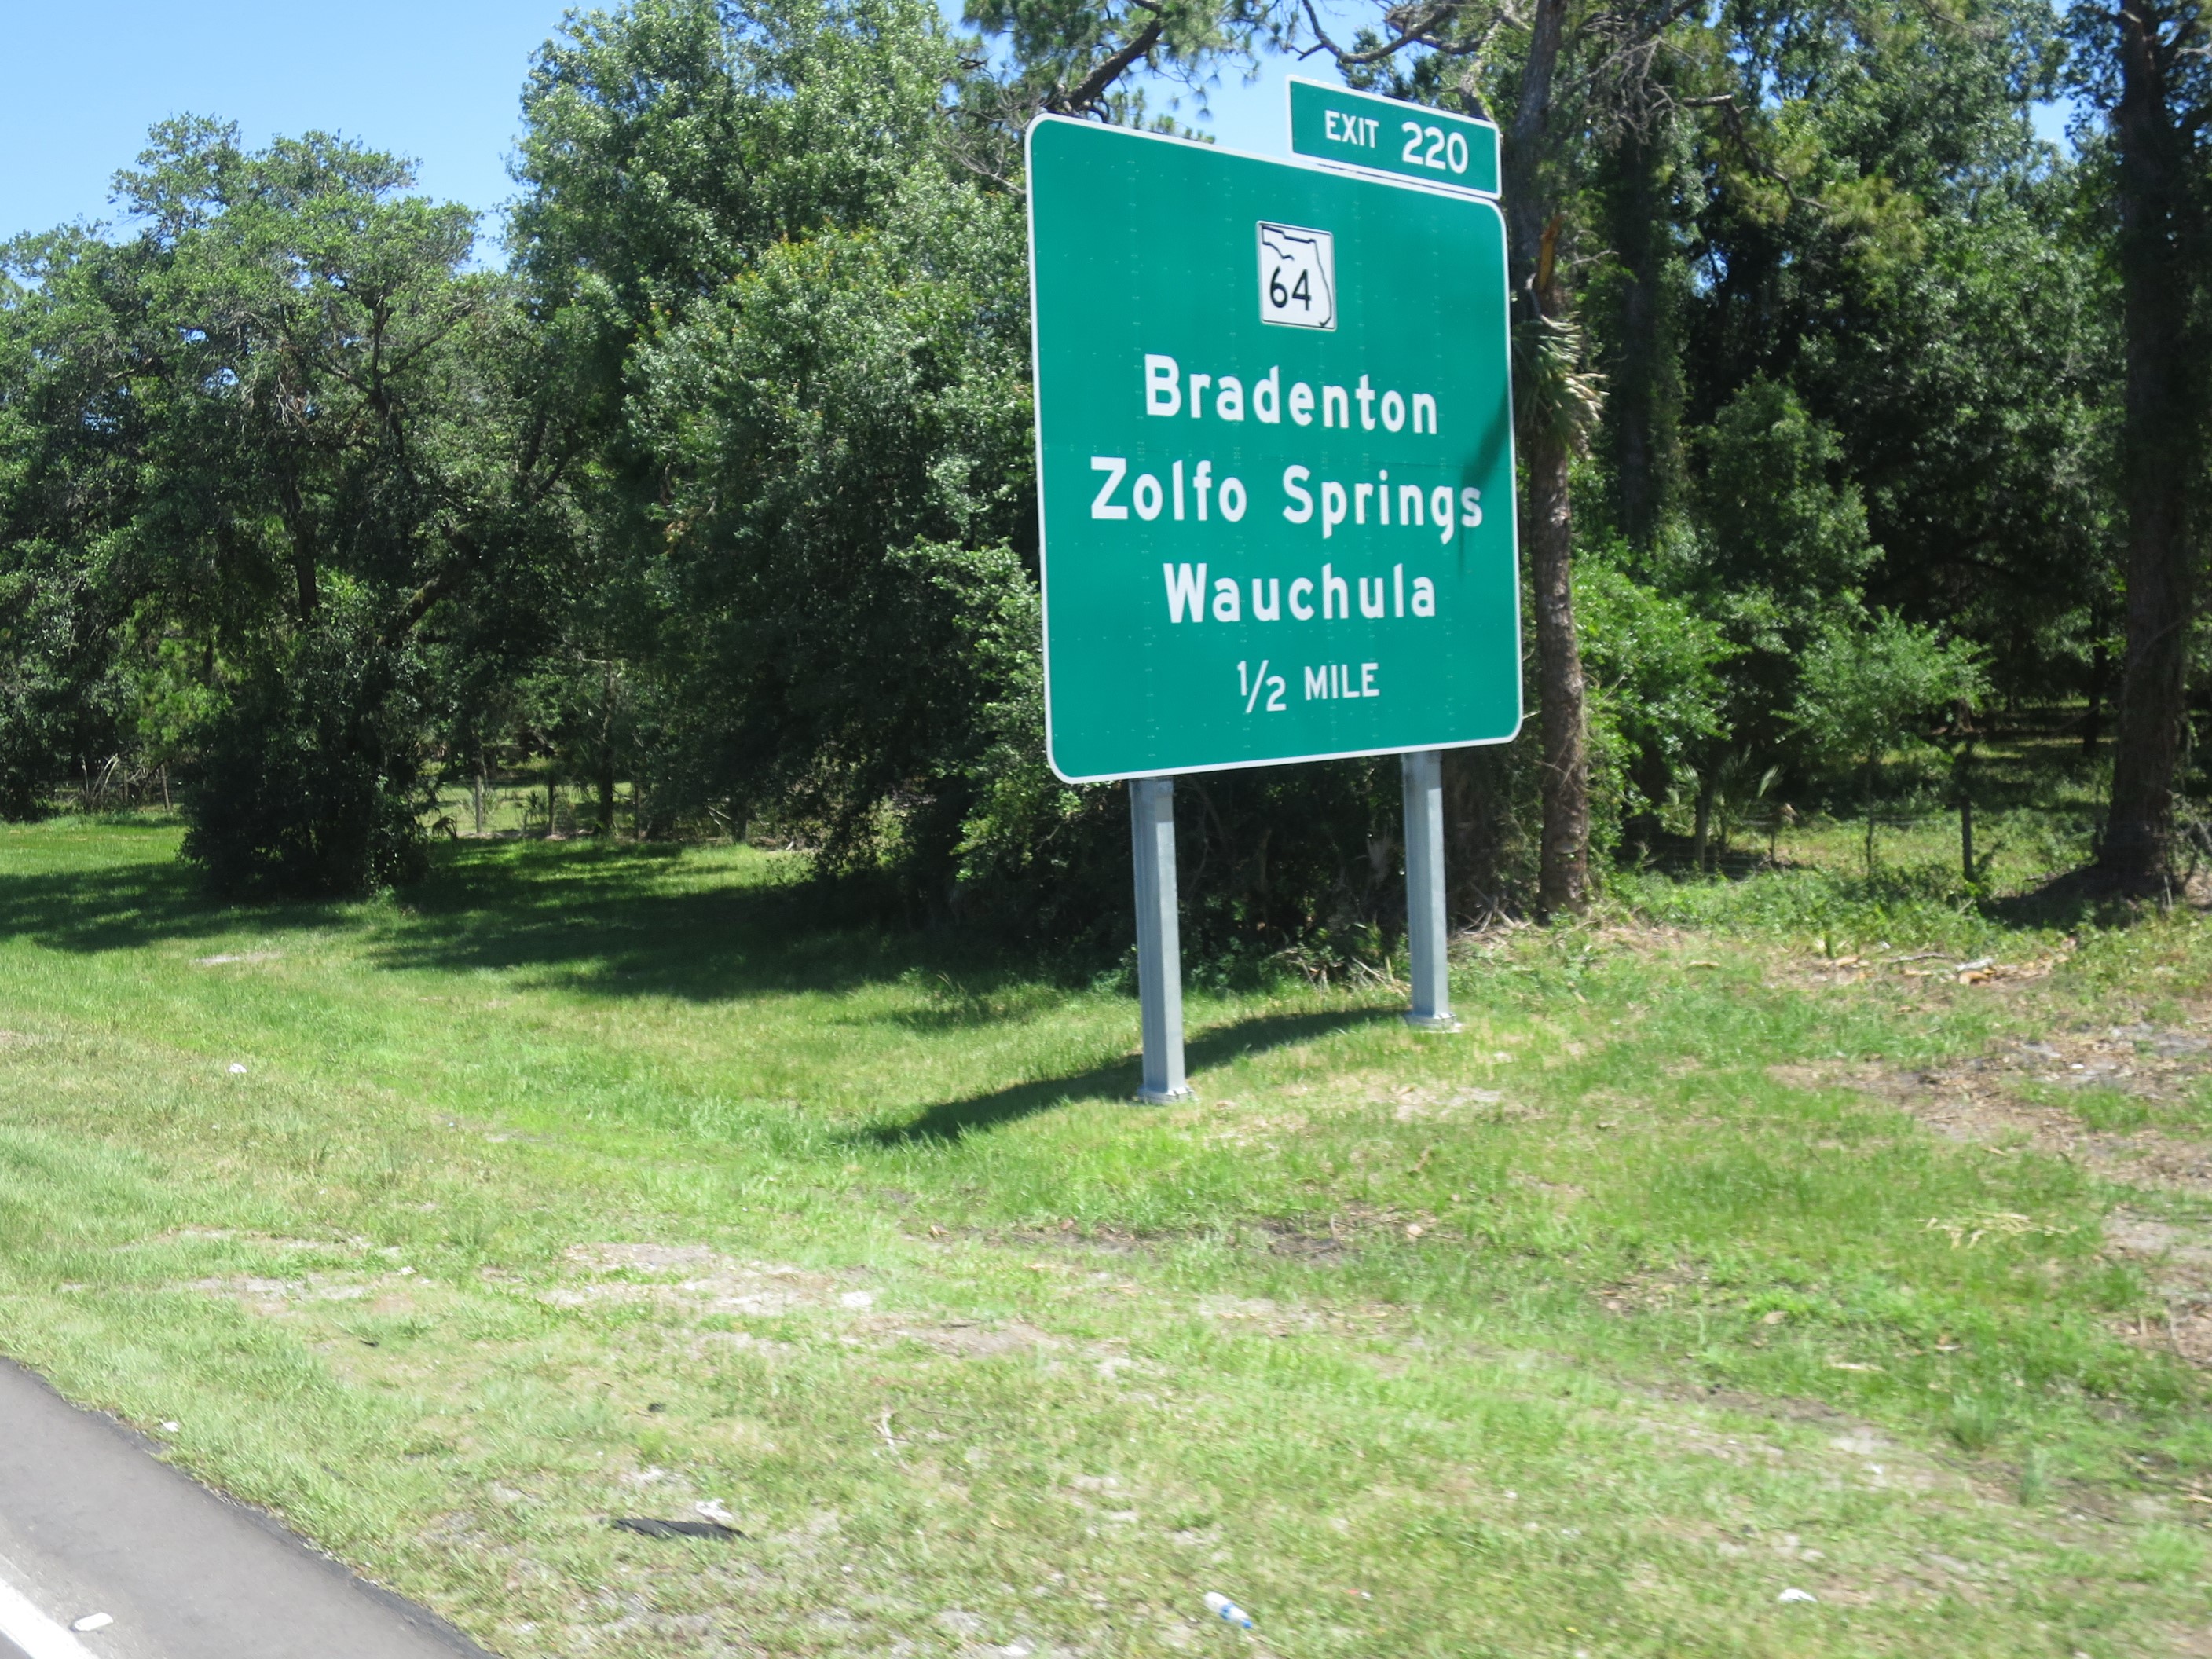 EXIT 220
64
Bradenton
Zolfo Springs
Wauchula
1/2 MILE